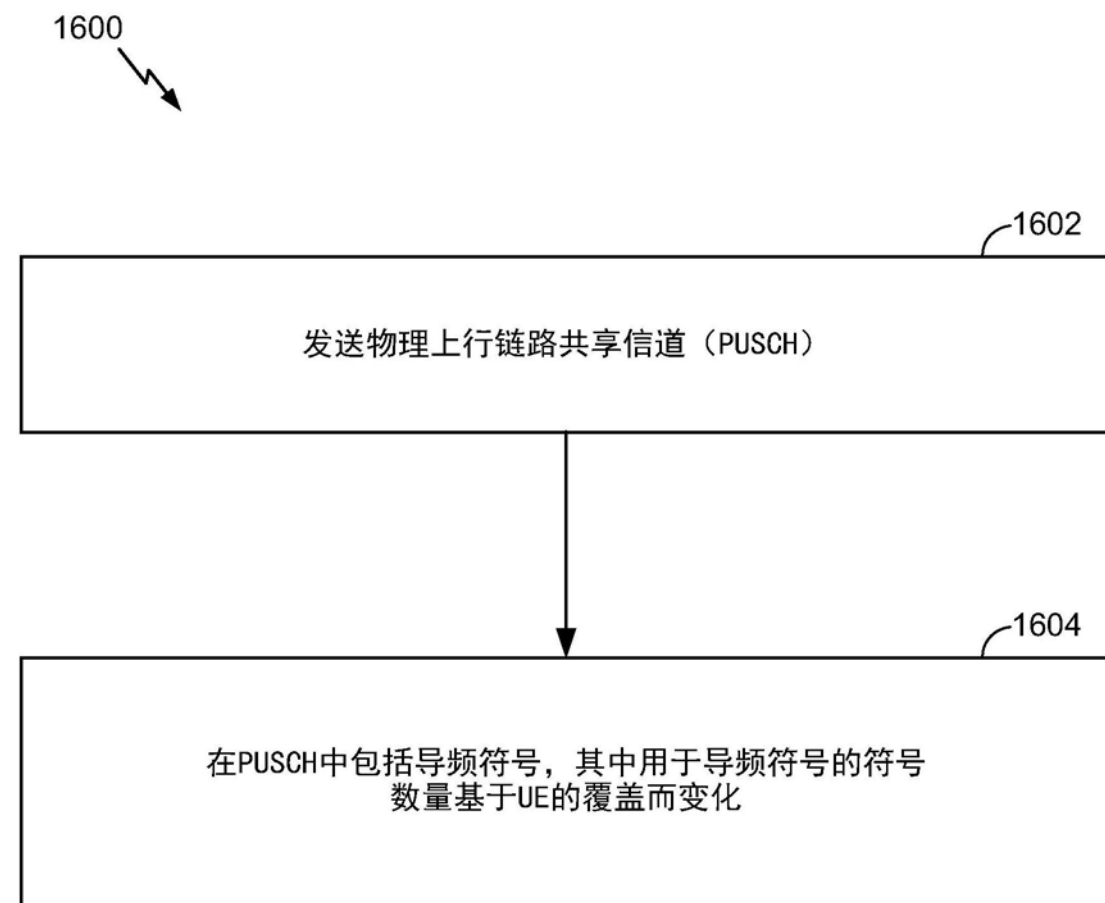 1600
1602
发送物理上行链路共享信道（PUSCH）
1604
在PUSCH中包括导频符号，其中用于导频符号的符号
数量基于UE的覆盖而变化